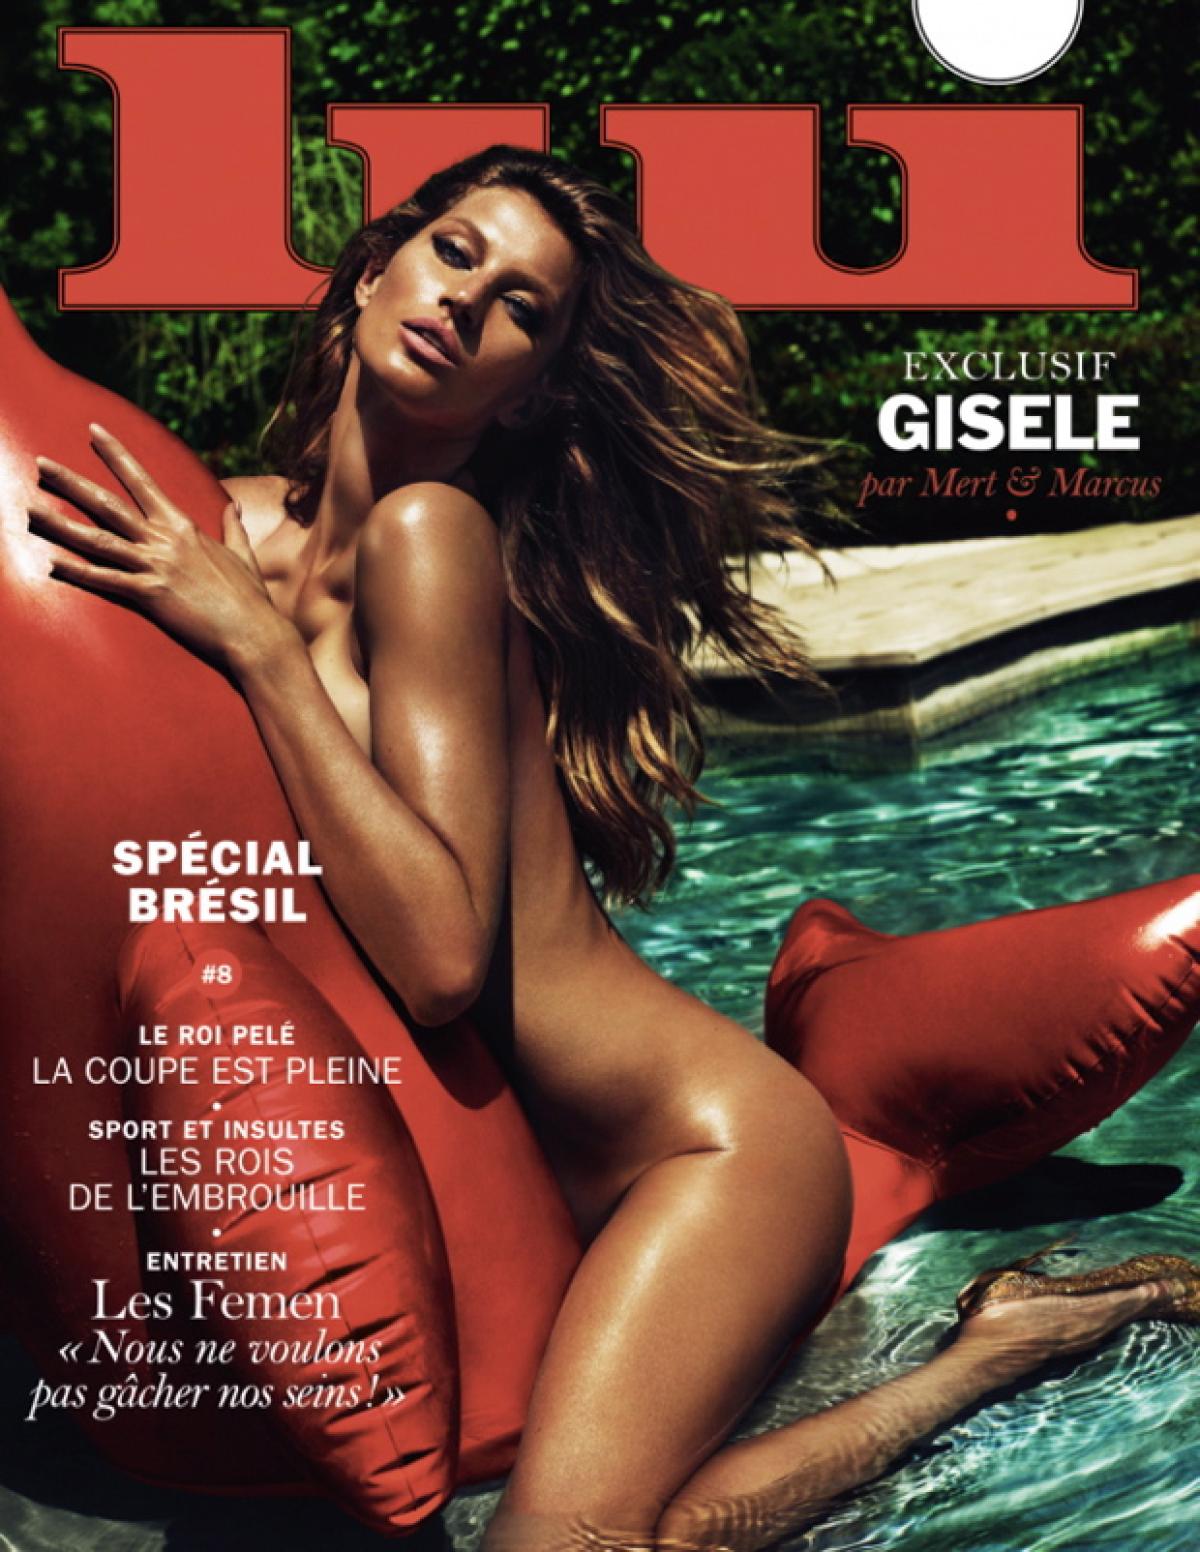 lui
EXCLUSIF
GISELE
par Mert & Marcus
SPÉCIAL
BRÉSIL
#8
LE ROI PELÉ
LA COUPE EST PLEINE
SPORT ET INSULTES
LES ROIS
DE L'EMBROUILLE
ENTRETIEN
Les Femen
« Nous ne voulons
pas gâcher nos seins ! »